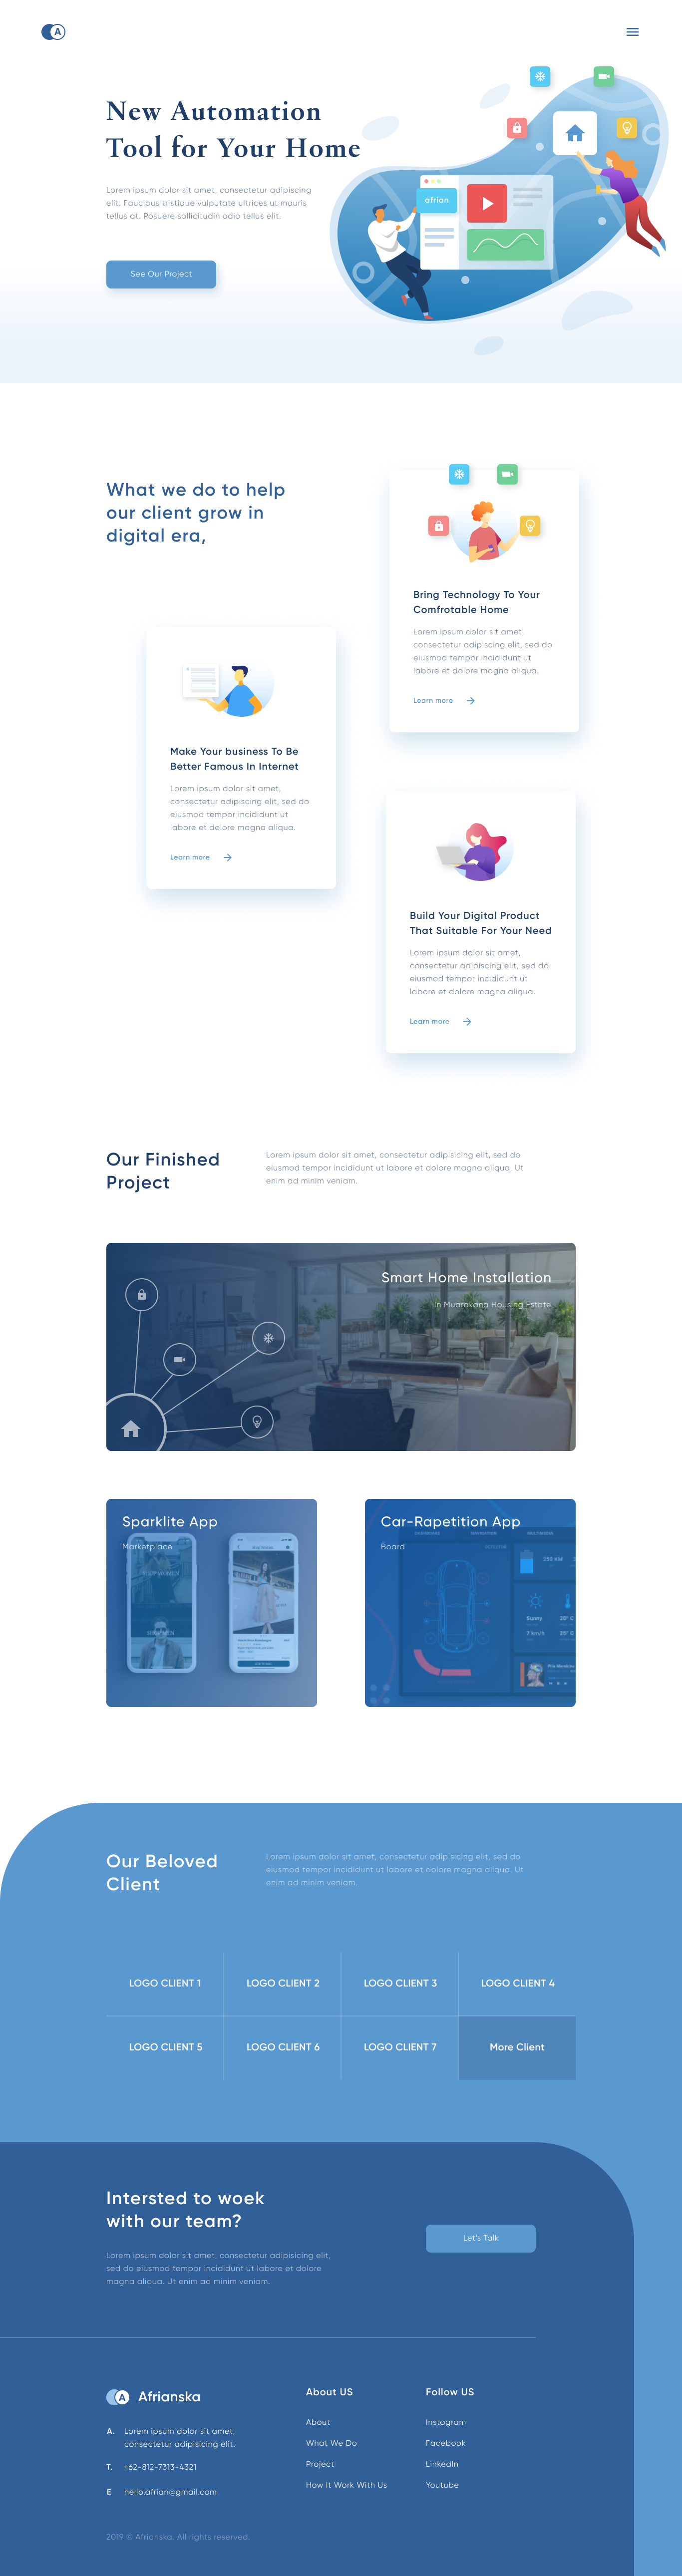 A
New Automation
Tool for Your Home
Lorem ipsum dolor sit amet, consectetur adipiscing
elit. Faucibus tristique vulputate ultrices ut mauris
tellus at. Posuere sollicitudin odio tellus elit.
See Our Project
afrian
What we do to help
our client grow in
digital era,
Bring Technology To Your
Comfrotable Home
Lorem ipsum dolor sit amet,
consectetur adipiscing elit, sed do
eiusmod tempor incididunt ut
labore et dolore magna aliqua.
Learn more
Make Your business To Be
Better Famous In Internet
Lorem ipsum dolor sit amet,
consectetur adipiscing elit, sed do
eiusmod tempor incididunt ut
labore et dolore magna aliqua.
Learn more
Build Your Digital Product
That Suitable For Your Need
Lorem ipsum dolor sit amet,
consectetur adipiscing elit, sed do
eiusmod tempor incididunt ut
labore et dolore magna aliqua.
Learn more
Our Finished
Project
Lorem ipsum dolor sit amet, consectetur adipisicing elit, sed do
eiusmod tempor incididunt ut labore et dolore magna aliqua. Ut
enim ad minim veniam.
Smart Home Installation
in Muarakana Housing Estate
Sparklite App
Marketplace
Car-Rapetition App
Board
DASHBOARD
NAVIGATION
MULTIMEDIA
250 KM
Sunny
20° C
7 km/h
Our Beloved
Client
Lorem ipsum dolor sit amet, consectetur adipisicing elit, sed do
eiusmod tempor incididunt ut labore et dolore magna aliqua. Ut
enim ad minim veniam.
LOGO CLIENT 1
LOGO CLIENT 2
LOGO CLIENT 3
LOGO CLIENT 4
LOGO CLIENT 5
LOGO CLIENT 6
LOGO CLIENT 7
More Client
Intersted to week
with our team?
Lorem ipsum dolor sit amet, consectetur adipisicing elit,
sed do eiusmod tempor incididunt ut labore et dolore
magna aliqua. Ut enim ad minim veniam.
Let's Talk
A Afrianska
A. Lorem ipsum dolor sit amet,
consectetur adipisicing elit.
T. +62-812-7313-4321
E hello.afrian@gmail.com
About US
About
What We Do
Project
How It Work With Us
Follow US
Instagram
Facebook
LinkedIn
Youtube
2019 © Afrianska. All rights reserved.